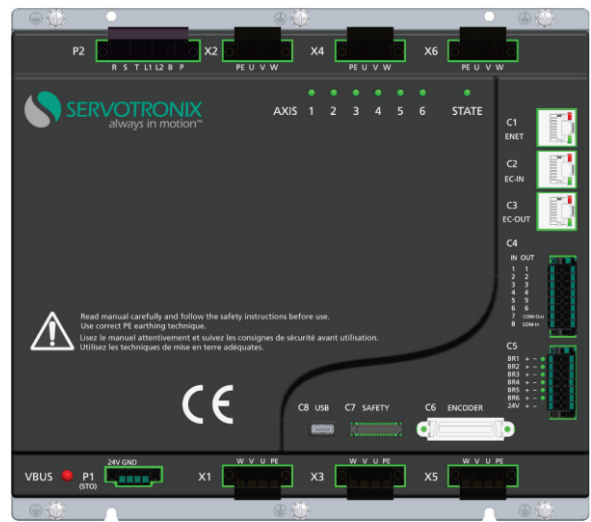 P2 X2 X4 X6
R S T L1 L2 B P PE U V W PE U V W PE U V W
SERVOTRONIX
always in motion™
AXIS 1 2 3 4 5 6 STATE
C1
ENET
C2
EC-IN
C3
EC-OUT
C4
IN OUT
1 1
2 2
3 3
4 4
5 5
6 6
7 COM-Out
8 COM-In
C5
BR1 + -
BR2 + -
BR3 + -
BR4 + -
BR5 + -
BR6 + -
24V + -
Read manual carefully and follow the safety instructions before use.
Use correct PE earthing technique.
Lisez le manuel attentivement et suivez les consignes de sécurité avant utilisation.
Utilisez les techniques de mise en terre adéquates.
CE
C8 USB C7 SAFETY C6 ENCODER
24V GND W V U PE W V U PE W V U PE
VBUS P1 X1 X3 X5
(STO)